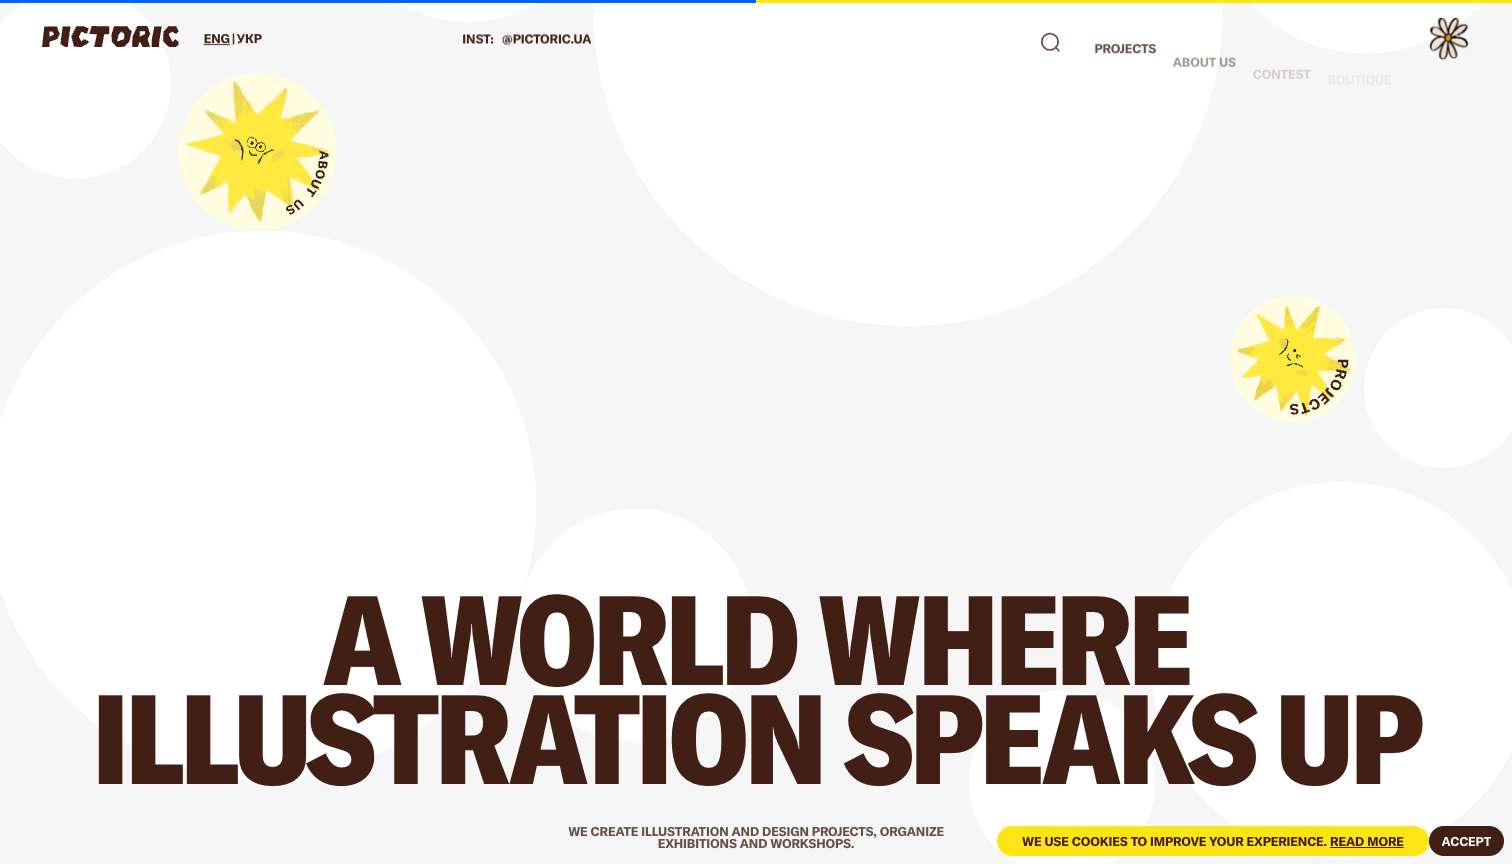 PICTORIC
ENG | УКР
INST: @PICTORIC.UA
PROJECTS
ABOUT US
CONTEST
BOUTIQUE
ABOUT US
PROJECTS
A WORLD WHERE
ILLUSTRATION SPEAKS UP
WE CREATE ILLUSTRATION AND DESIGN PROJECTS, ORGANIZE
EXHIBITIONS AND WORKSHOPS.
WE USE COOKIES TO IMPROVE YOUR EXPERIENCE. READ MORE
ACCEPT